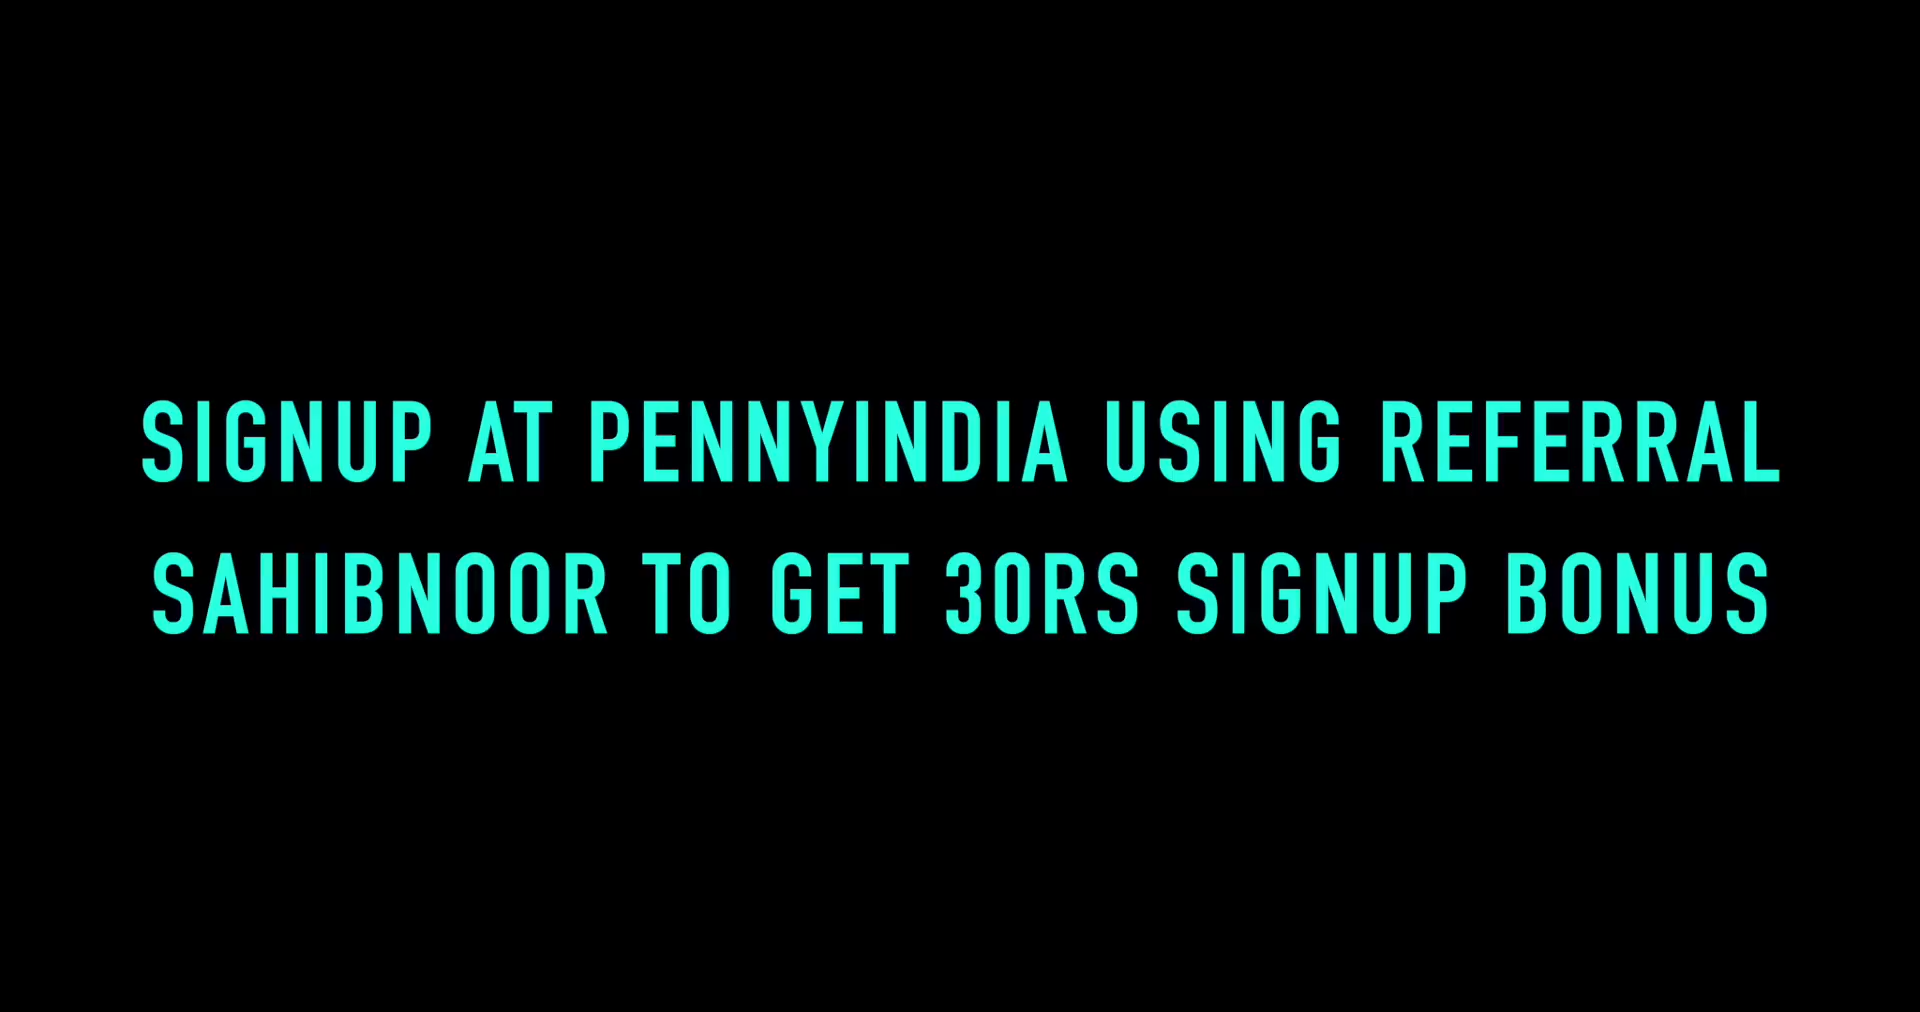 SIGNUP AT PENNYINDIA USING REFERRAL
SAHIBNOOR TO GET 30RS SIGNUP BONUS